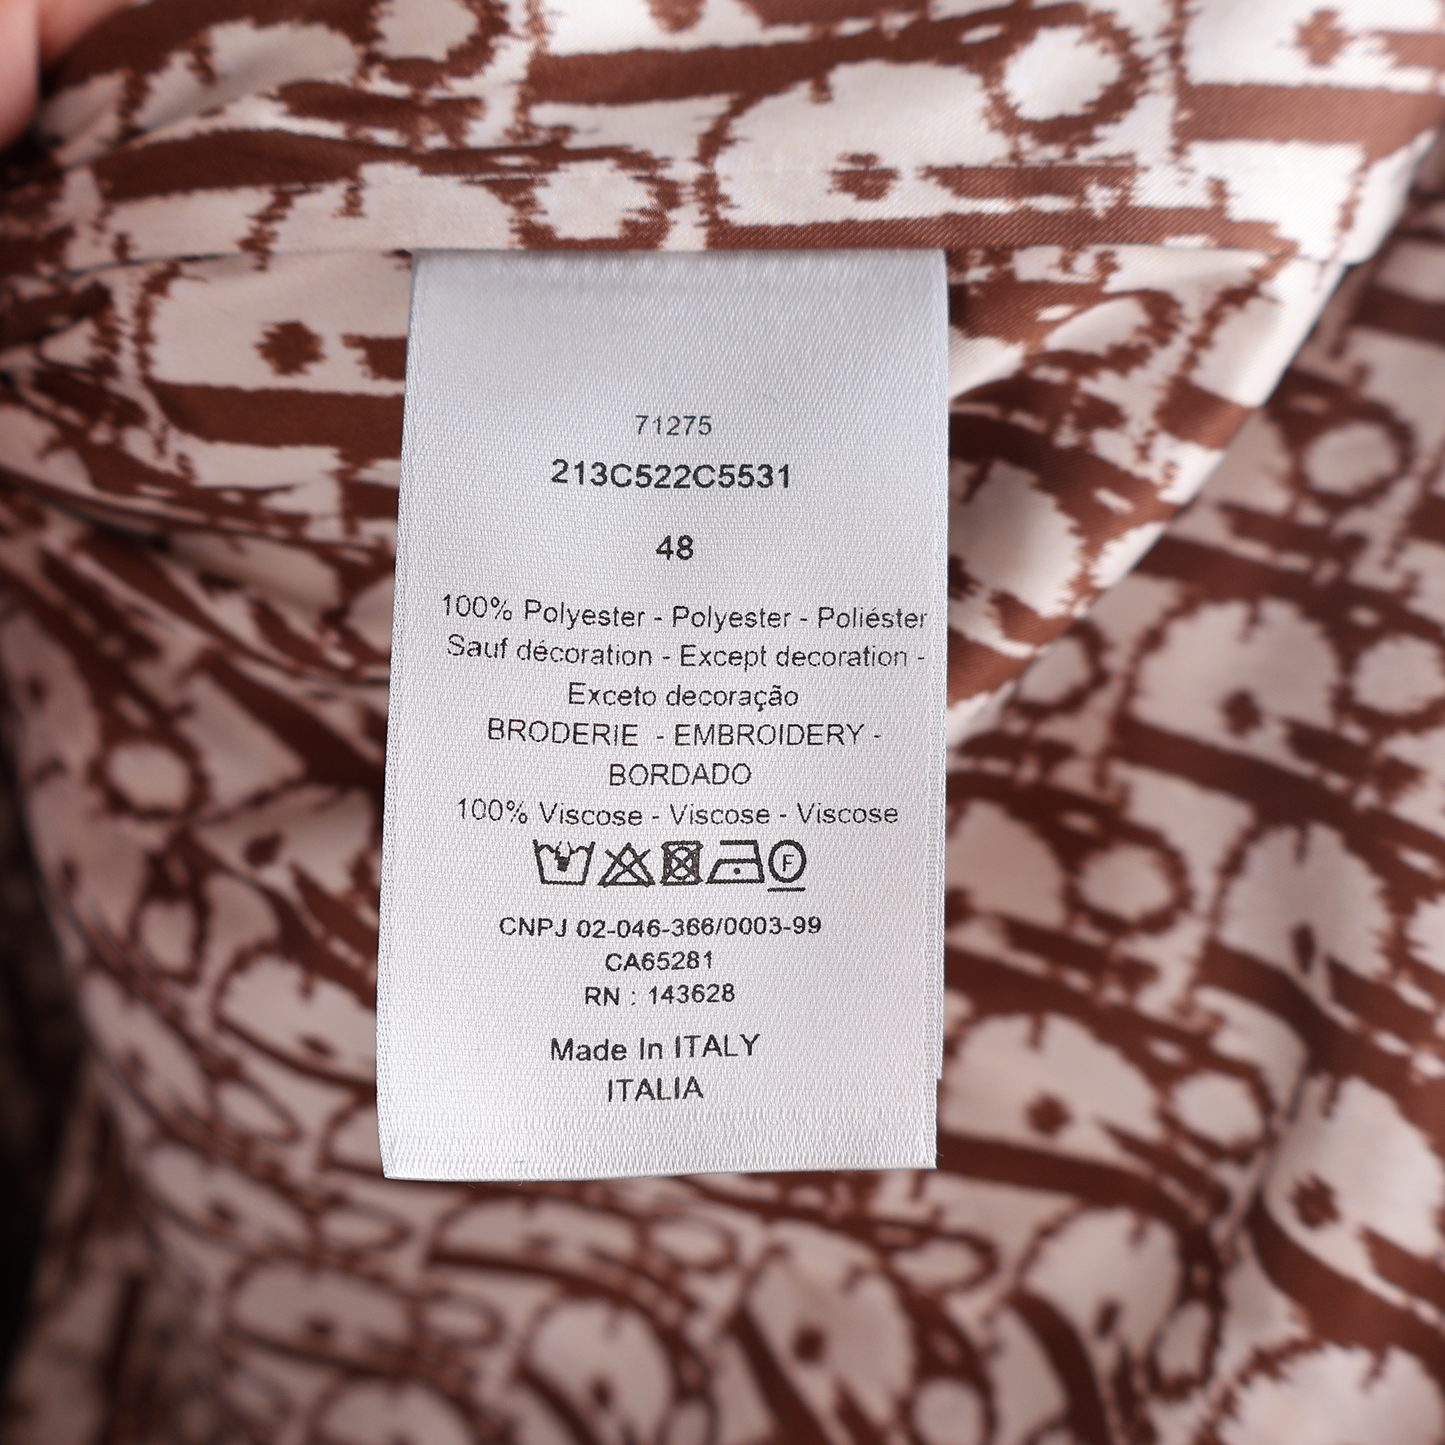 71275
213C522C5531
48
100% Polyester - Polyester - Poliéster
Sauf décoration - Except decoration -
Exceto decoração
BRODERIE - EMBROIDERY -
BORDADO
100% Viscose - Viscose - Viscose
F
CNPJ 02-046-366/0003-99
CA65281
RN : 143628
Made In ITALY
ITALIA